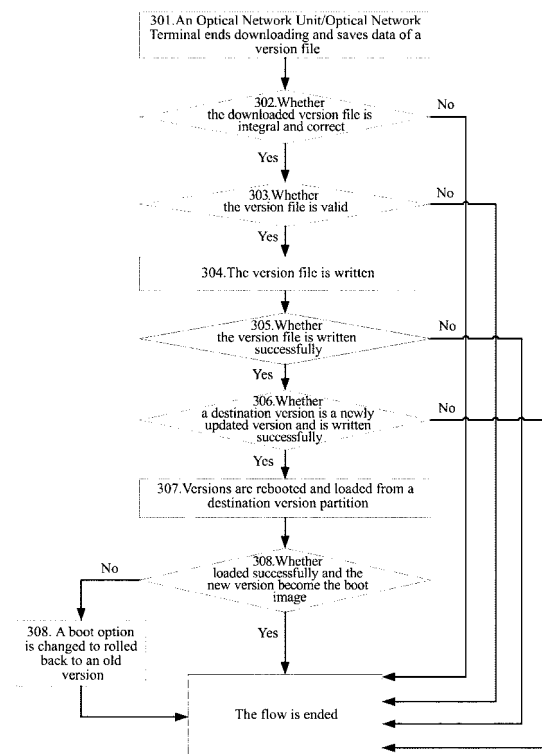 301.An Optical Network Unit/Optical Network
Terminal ends downloading and saves data of a
version file
302.Whether
the downloaded version file is
integral and correct
No
Yes
303.Whether
the version file is valid
No
Yes
304.The version file is written
305.Whether
the version file is written
successfully
No
Yes
306.Whether
a destination version is a newly
updated version and is written
successfully
No
Yes
307.Versions are rebooted and loaded from a
destination version partition
308.Whether
loaded successfully and the
new version become the boot
image
No
Yes
308. A boot option
is changed to rolled
back to an old
version
The flow is ended